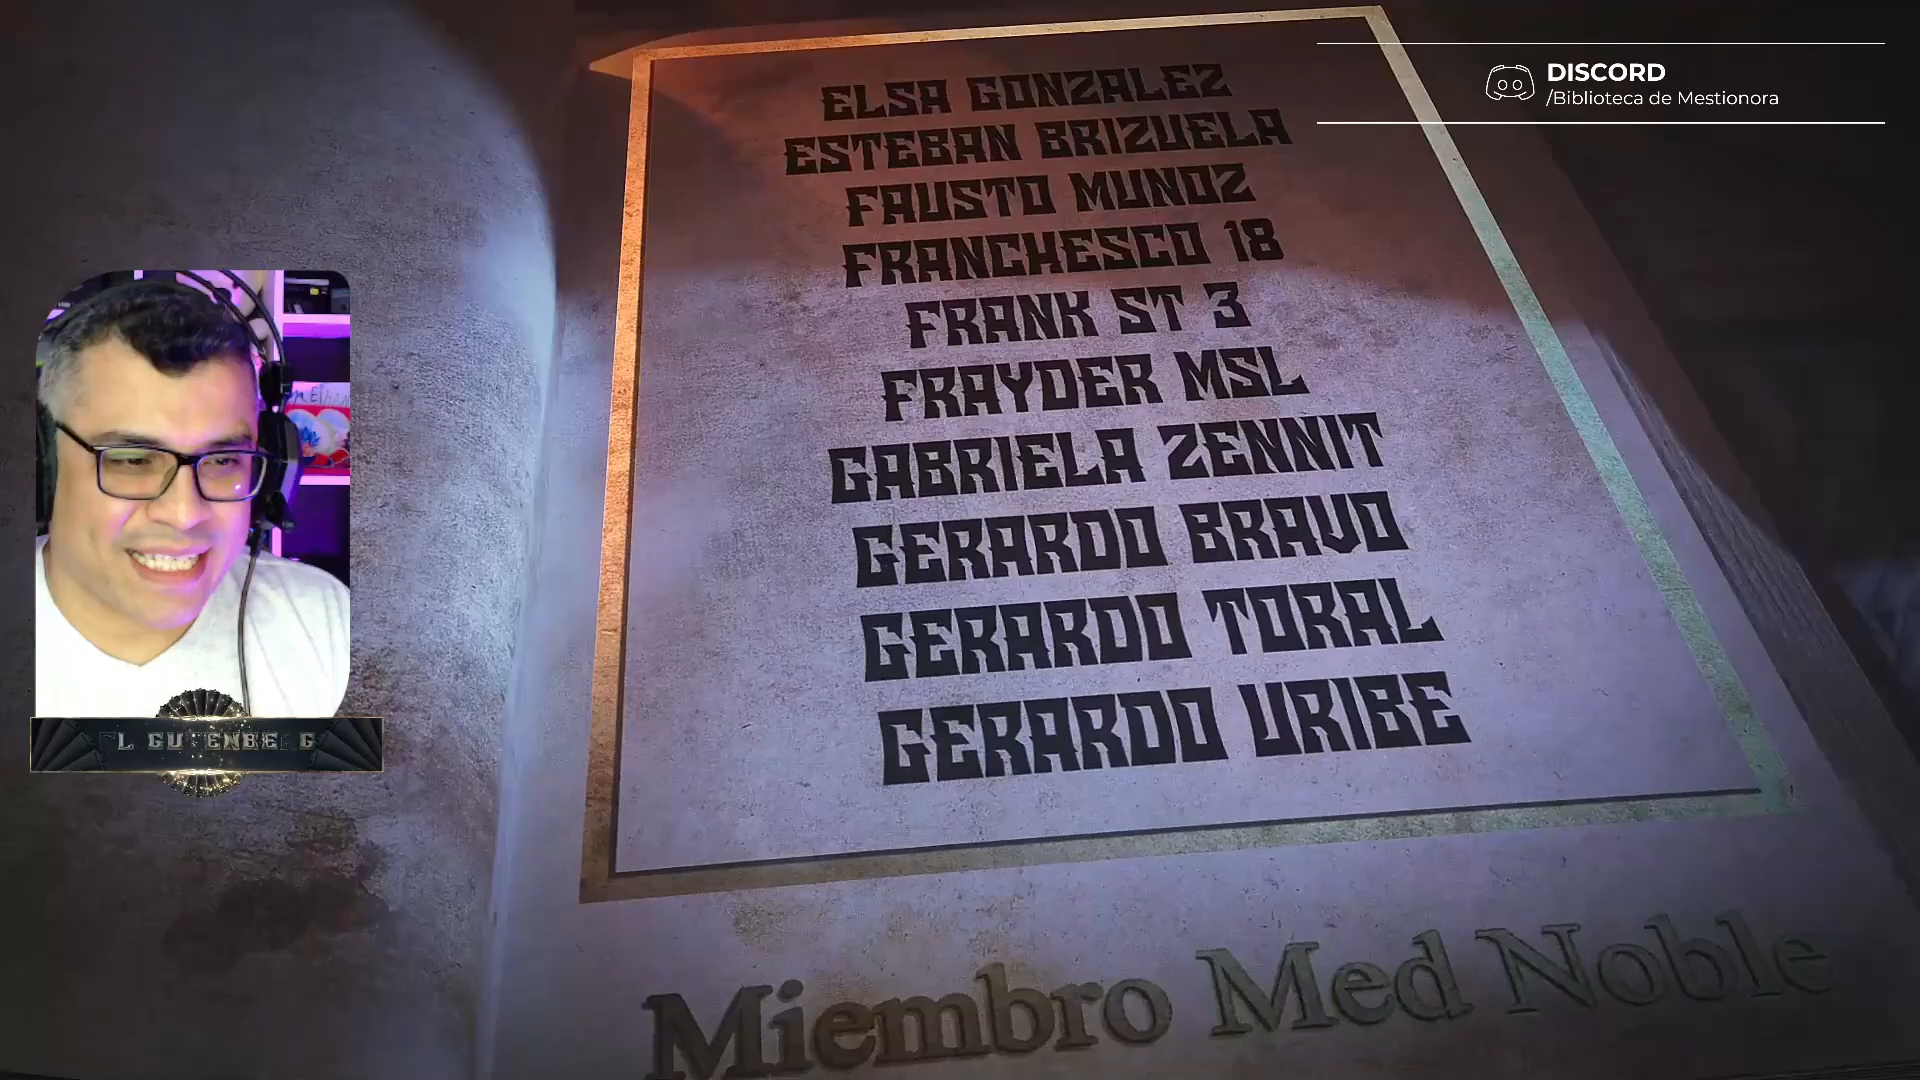 DISCORD
/Biblioteca de Mestionora
ELSA GONZALEZ
ESTEBAN BRIZUELA
FAUSTO MUNOZ
FRANCHESCO 18
FRANK ST 3
FRAYDER MSL
GABRIELA ZENNIT
GERARDO BRAVO
GERARDO TORAL
GERARDO URIBE
Miembro Med Noble